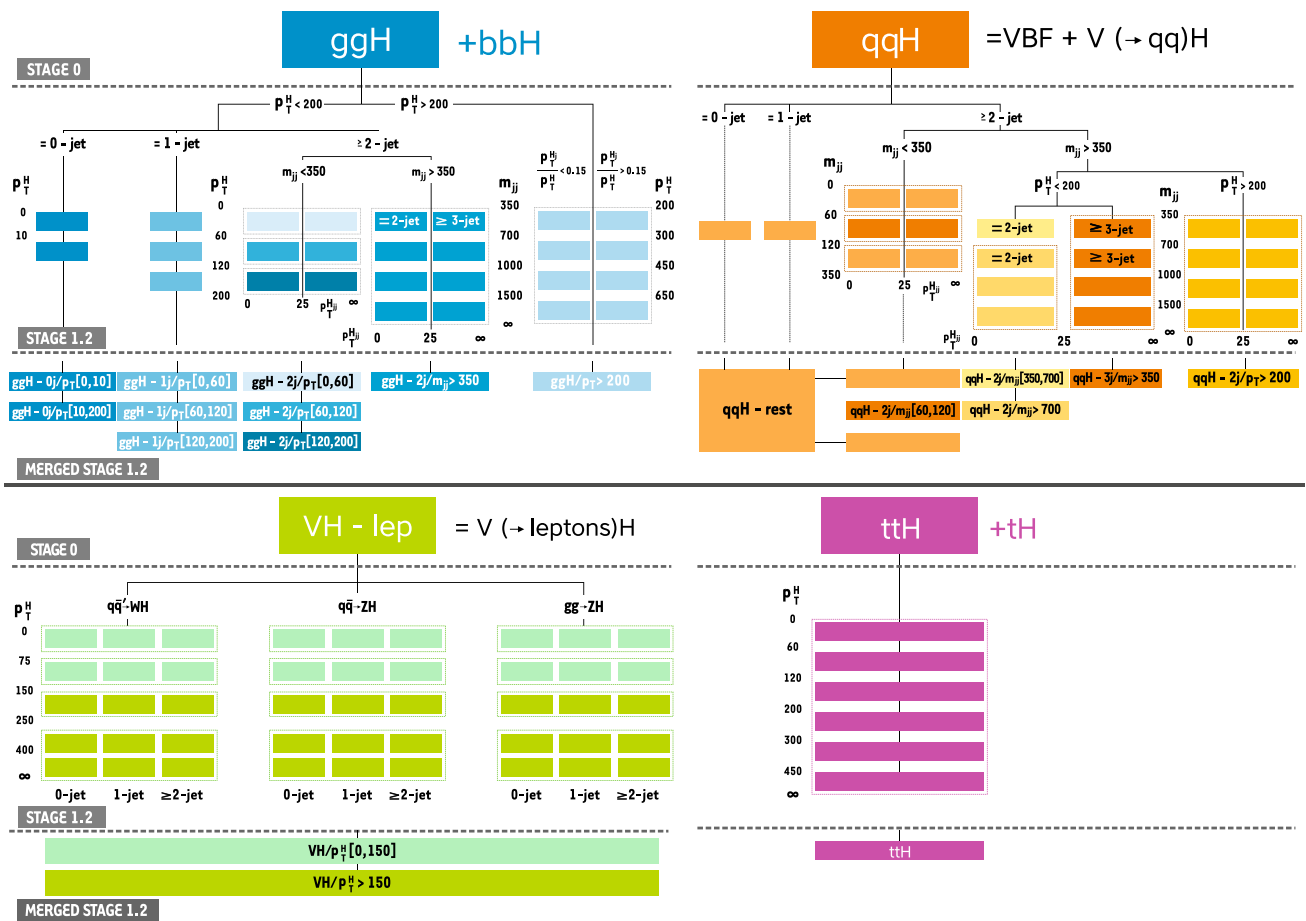 ggH +bbH
STAGE 0
p_T^H < 200 p_T^H > 200
= 0 - jet = 1 - jet ≥ 2 - jet
m_jj < 350 m_jj > 350
p_T^Hj / p_T^H < 0.15 p_T^Hj / p_T^H > 0.15
p_T^H
0
10
p_T^H
0
60
120
200
= 2-jet ≥ 3-jet
0 25 ∞
p_T^Hjj
m_jj
350
700
1000
1500
∞
p_T^H
200
300
450
650
p_T^Hjj
0 25 ∞
STAGE 1.2
ggH - 0j/p_T[0,10] ggH - 1j/p_T[0,60] ggH - 2j/p_T[0,60] ggH - 2j/m_jj > 350 ggH/p_T > 200
ggH - 0j/p_T[10,200] ggH - 1j/p_T[60,120] ggH - 2j/p_T[60,120]
ggH - 1j/p_T[120,200] ggH - 2j/p_T[120,200]
MERGED STAGE 1.2
qqH =VBF + V (→ qq)H
= 0 - jet = 1 - jet ≥ 2 - jet
m_jj < 350 m_jj > 350
p_T^H < 200 p_T^H > 200
m_jj
0
60
120
350
0 25 ∞
p_T^Hjj
= 2-jet ≥ 3-jet
= 2-jet ≥ 3-jet
m_jj
350
700
1000
1500
∞
p_T^Hjj
0 25 25 ∞
0 25 ∞
qqH - rest
qqH - 2j/m_jj[60,120]
qqH - 2j/m_jj[350,700] qqH - 3j/m_jj > 350 qqH - 2j/p_T > 200
qqH - 2j/m_jj > 700
VH - lep = V (→ leptons)H
STAGE 0
qq̄′→WH qq̄→ZH gg→ZH
p_T^H
0
75
150
250
400
∞
0-jet 1-jet ≥2-jet 0-jet 1-jet ≥2-jet 0-jet 1-jet ≥2-jet
STAGE 1.2
VH/p_T^H [0,150]
VH/p_T^H > 150
MERGED STAGE 1.2
ttH +tH
p_T^H
0
60
120
200
300
450
∞
ttH